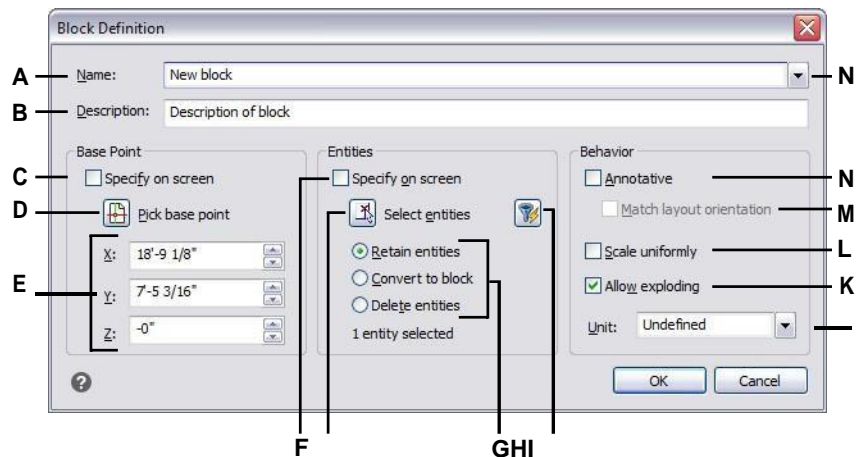 Block Definition
A Name: New block N
B Description: Description of block
Base Point Entities Behavior
C Specify on screen Specify on screen Annotative N
D Pick base point Select entities Match layout orientation M
E X: 18'-9 1/8" Retain entities Scale uniformly L
Y: 7'-5 3/16" Convert to block Allow exploding K
Z: -0" Delete entities Unit: Undefined
1 entity selected
? OK Cancel
F GHI